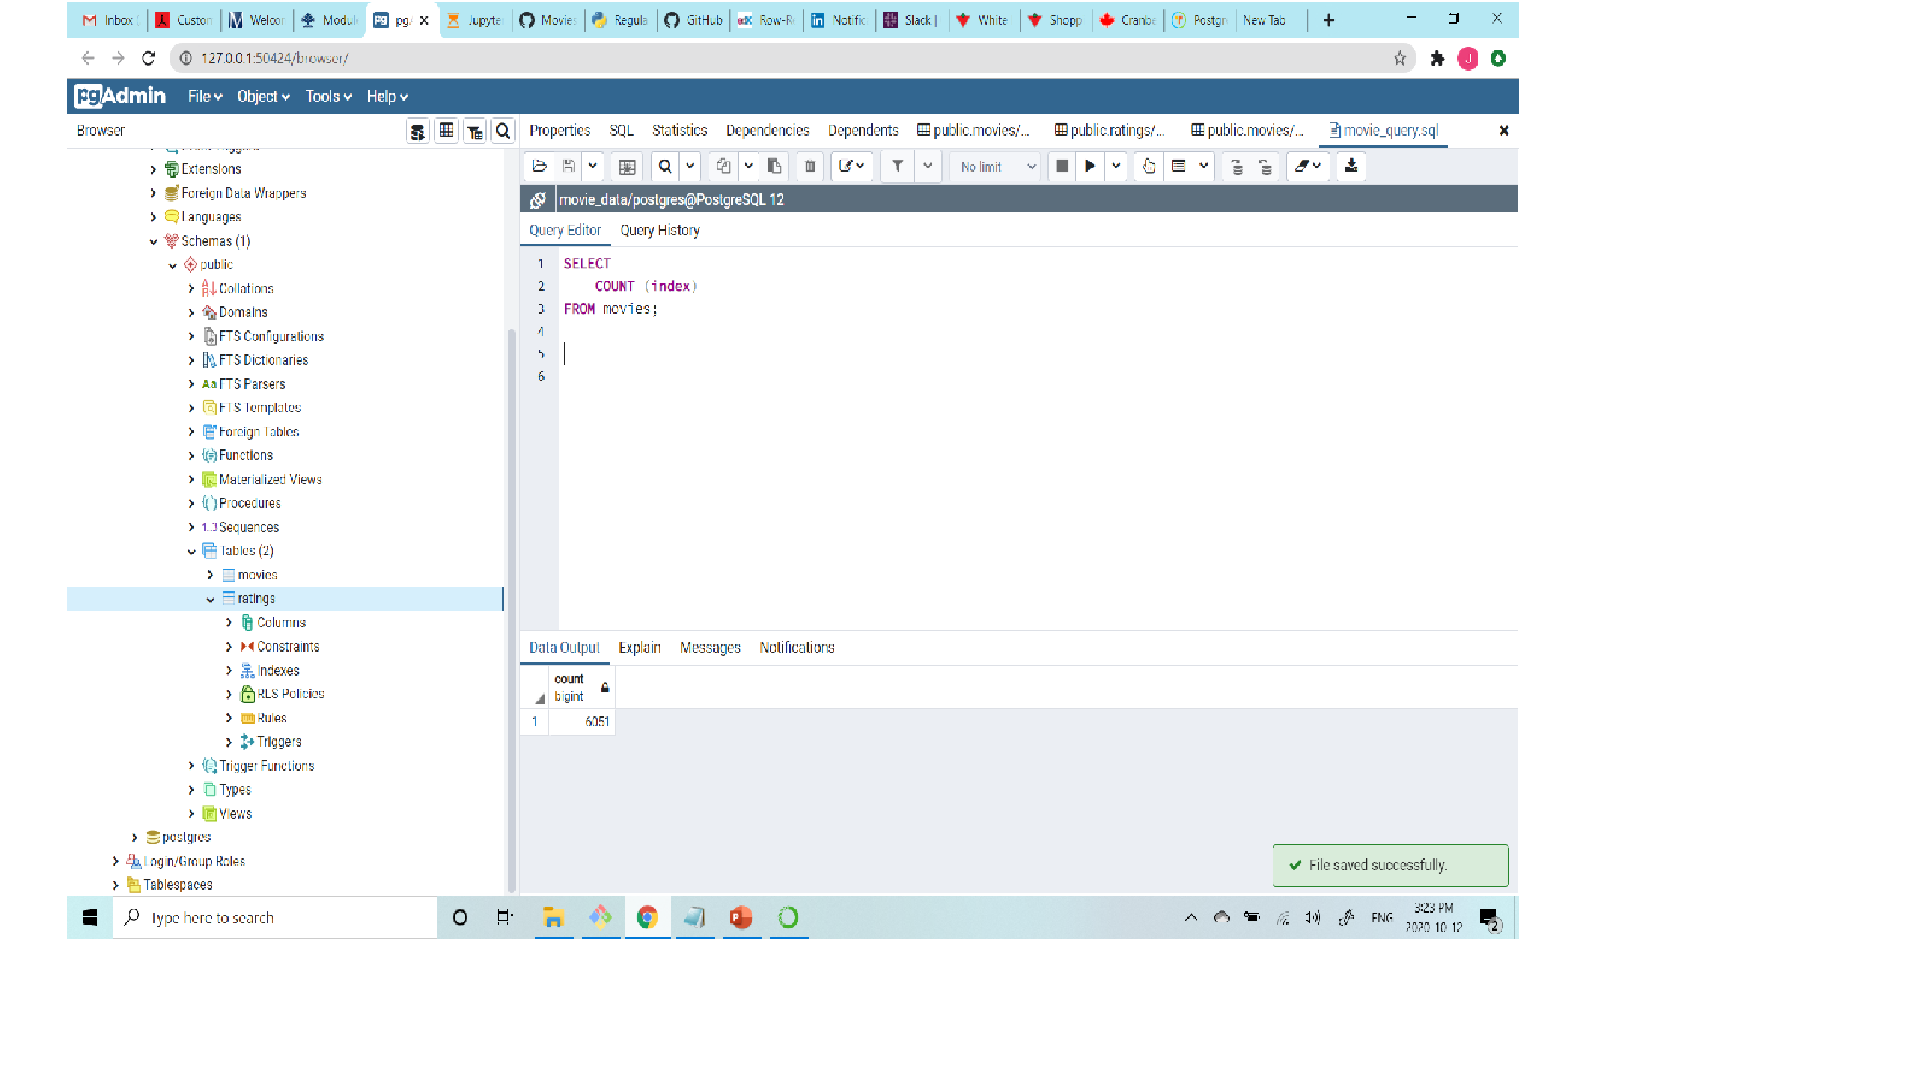 Inbox Custom Welcom Modul pg/ Jupyte Movie Regula GitHub Row-R Notific Slack | White Shopp Cranbe Postgr New Tab
127.0.0.1:50424/browser/
pgAdmin File Object Tools Help
Browser
Properties SQL Statistics Dependencies Dependents public.movies/... public.ratings/... public.movies/... movie_query.sql
Extensions
Foreign Data Wrappers
Languages
Schemas (1)
public
Collations
Domains
FTS Configurations
FTS Dictionaries
FTS Parsers
FTS Templates
Foreign Tables
Functions
Materialized Views
Procedures
1..3 Sequences
Tables (2)
movies
ratings
Columns
Constraints
Indexes
RLS Policies
Rules
Triggers
Trigger Functions
Types
Views
postgres
Login/Group Roles
Tablespaces
No limit
movie_data/postgres@PostgreSQL 12
Query Editor Query History
1 SELECT
2 COUNT (index)
3 FROM movies;
4
5
6
Data Output Explain Messages Notifications
count
bigint
1 6051
File saved successfully.
Type here to search
ENG
3:23 PM
2020-10-12
2